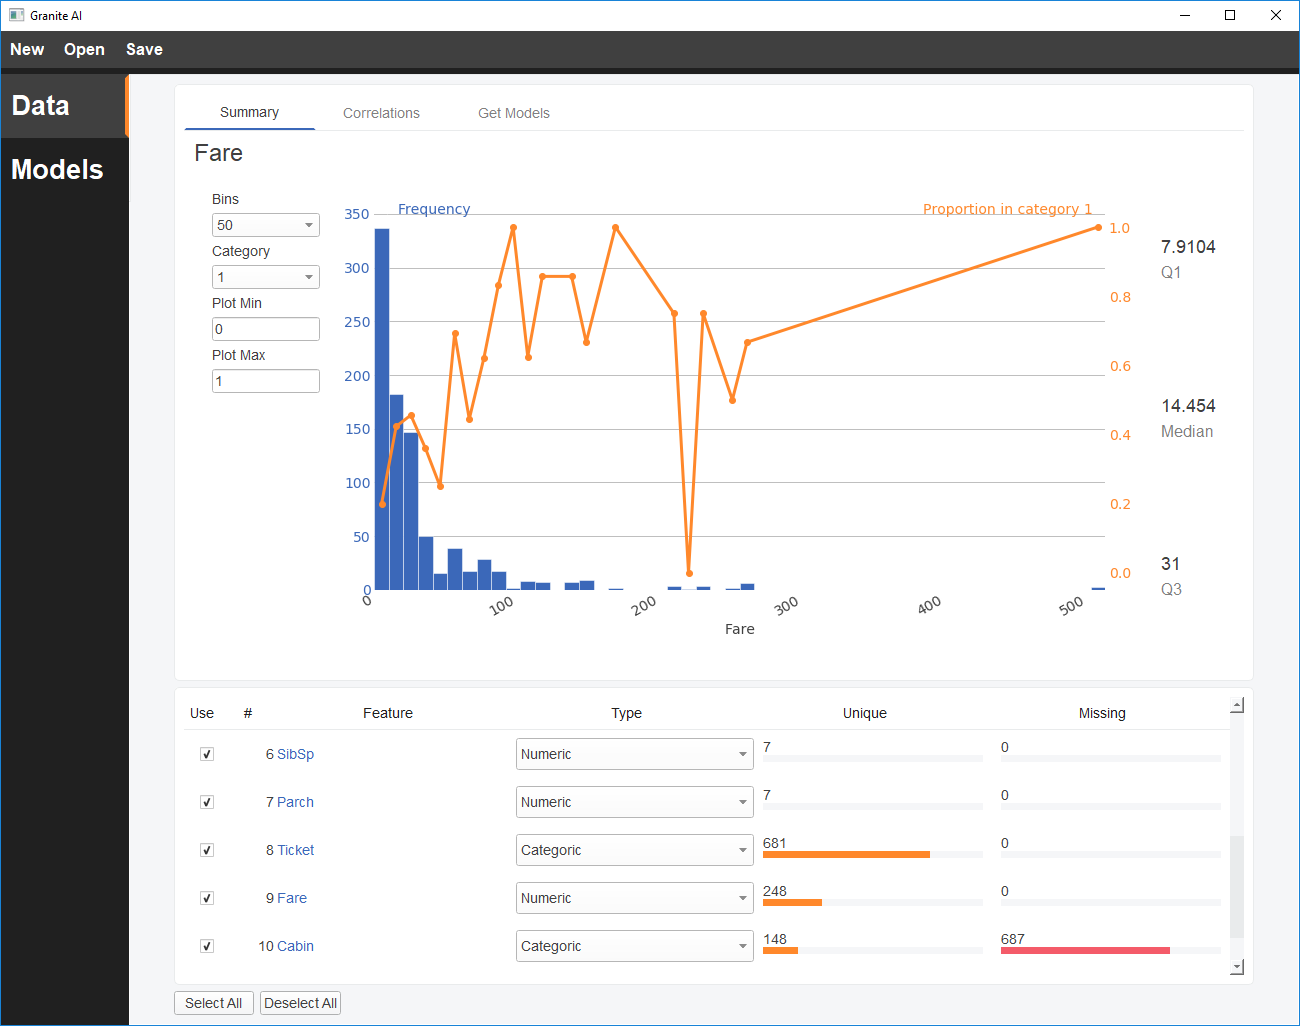 Granite AI
New Open Save
Data
Models
Summary Correlations Get Models
Fare
Bins
50
Category
1
Plot Min
0
Plot Max
1
Frequency
Proportion in category 1
350
300
250
200
150
100
50
0
1.0
0.8
0.6
0.4
0.2
0.0
0 100 200 300 400 500
Fare
7.9104
Q1
14.454
Median
31
Q3
Use # Feature Type Unique Missing
6 SibSp Numeric 7 0
7 Parch Numeric 7 0
8 Ticket Categoric 681 0
9 Fare Numeric 248 0
10 Cabin Categoric 148 687
Select All Deselect All